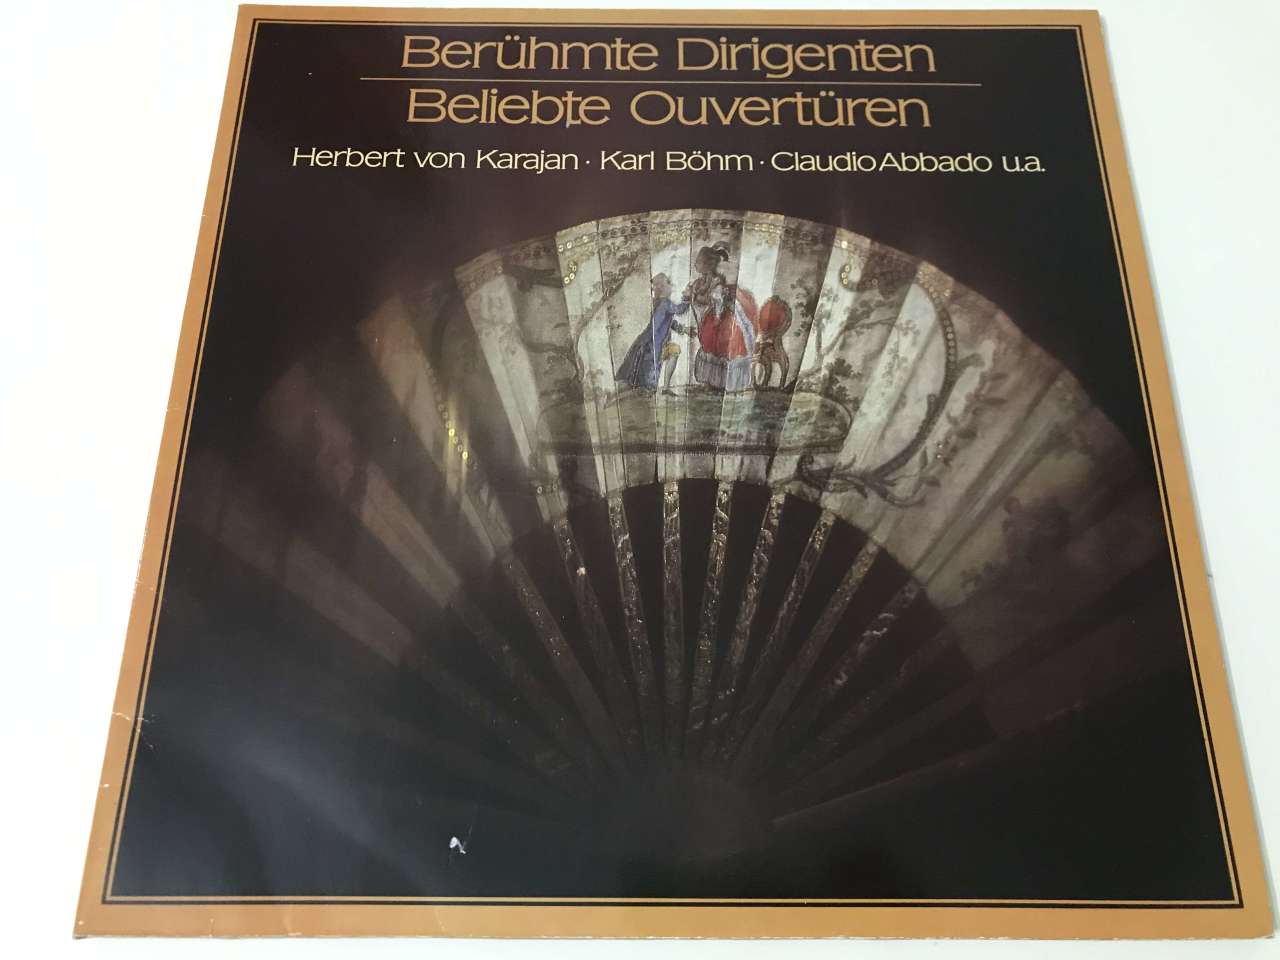 Berühmte Dirigenten
Beliebte Ouvertüren
Herbert von Karajan · Karl Böhm · Claudio Abbado u.a.